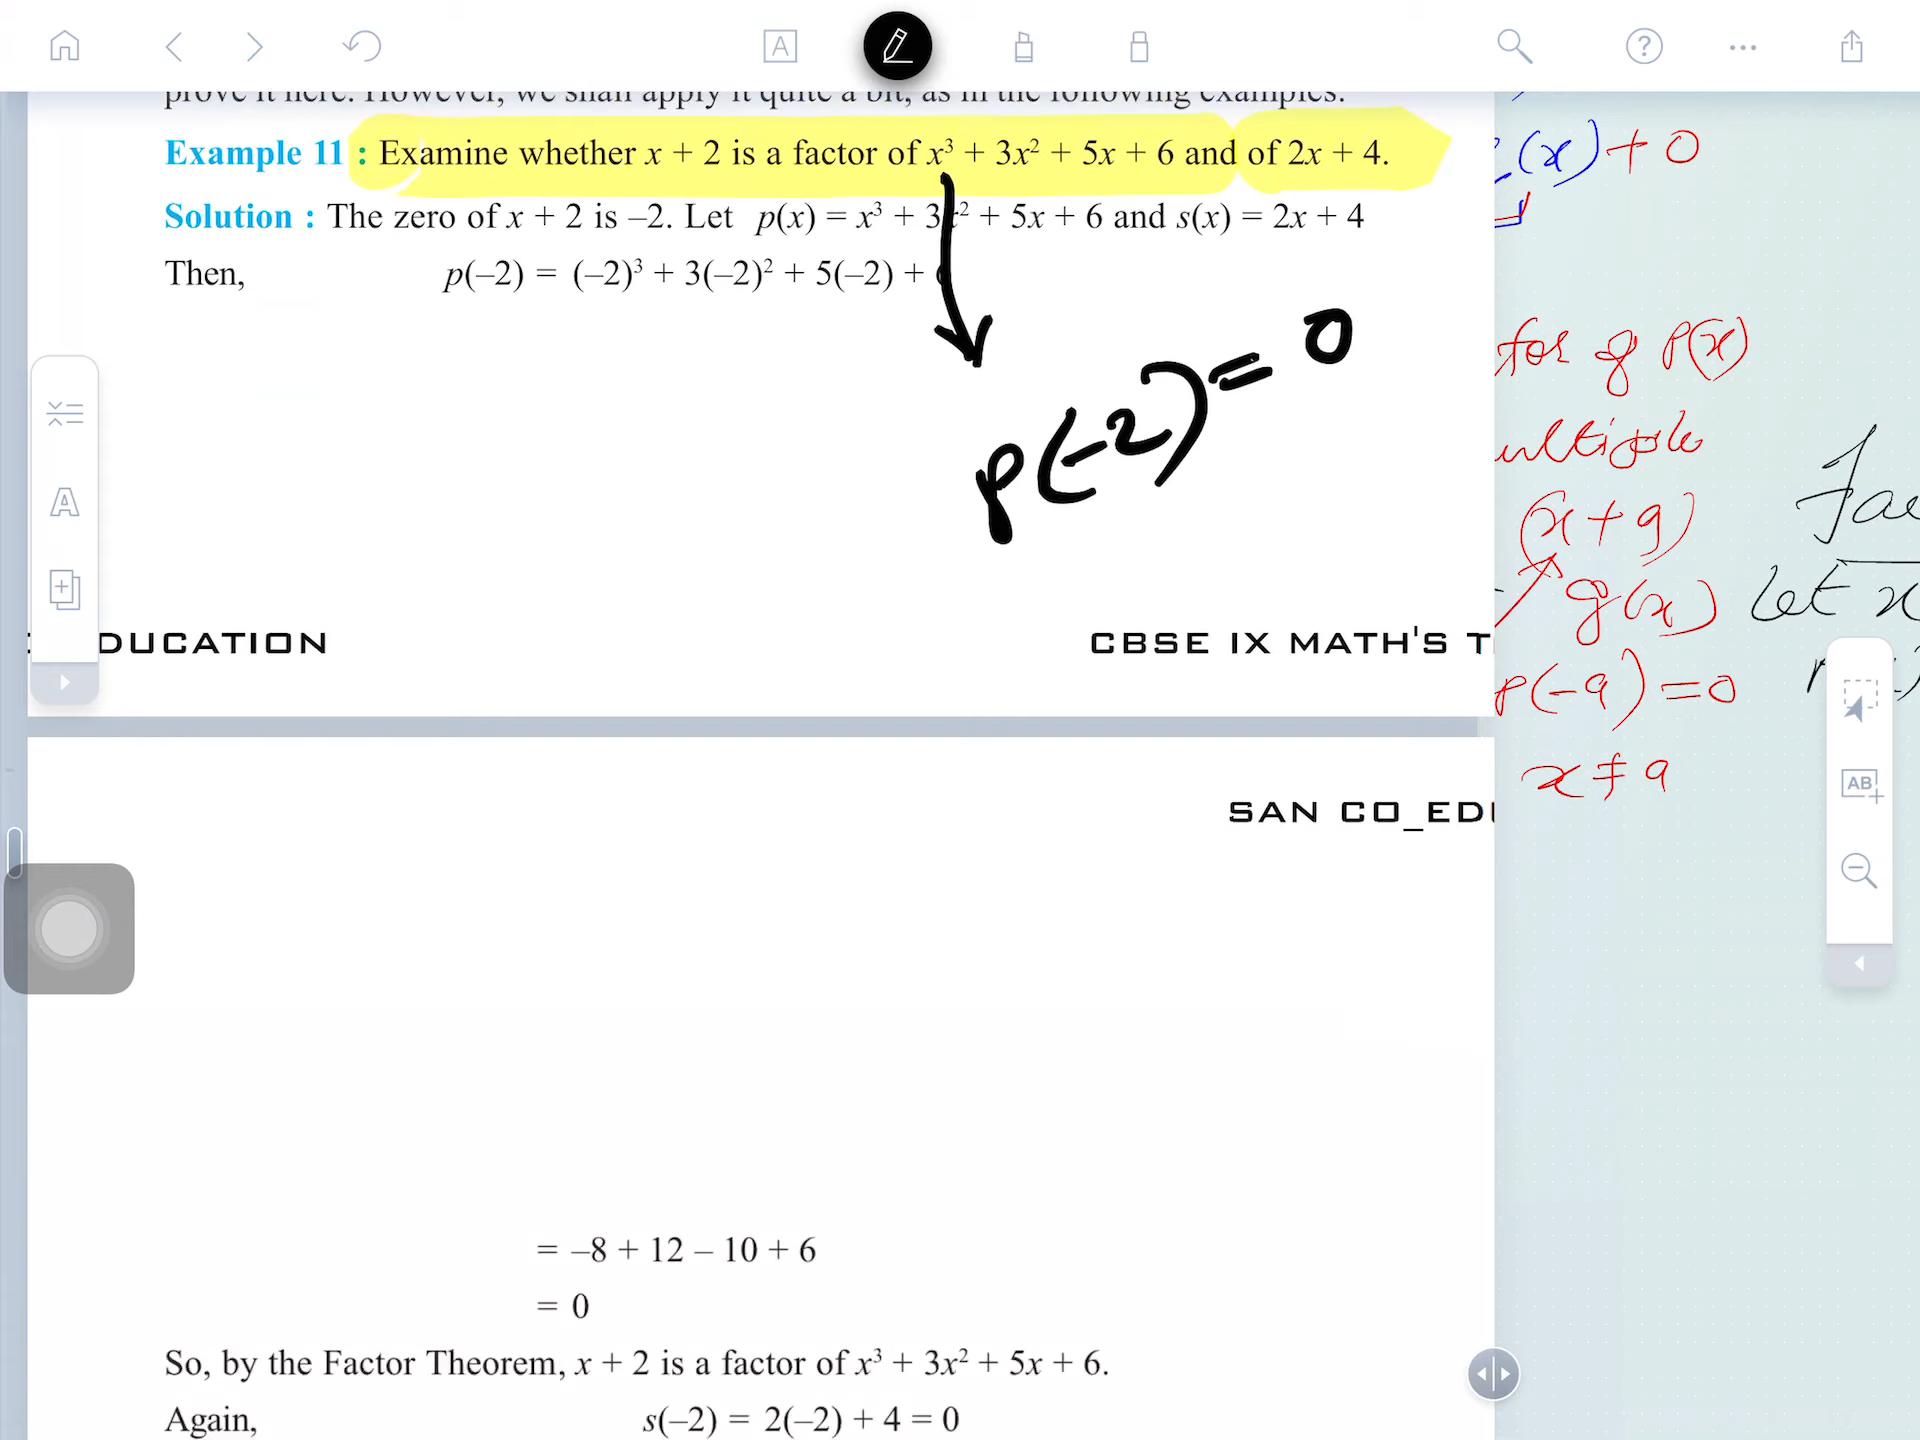 prove it here. However, we shall apply it quite a bit, as in the following examples.
Example 11 : Examine whether x + 2 is a factor of x³ + 3x² + 5x + 6 and of 2x + 4.
Solution : The zero of x + 2 is –2. Let p(x) = x³ + 3x² + 5x + 6 and s(x) = 2x + 4
Then, p(–2) = (–2)³ + 3(–2)² + 5(–2) +
p(-2) = 0
DUCATION
CBSE IX MATH'S T
SAN CO_EDU
= –8 + 12 – 10 + 6
= 0
So, by the Factor Theorem, x + 2 is a factor of x³ + 3x² + 5x + 6.
Again, s(–2) = 2(–2) + 4 = 0
(x) + 0
for of P(x)
ultiple
(x + a)
g(x)
p(-a) = 0
x ≠ a
Fac
Let x
A
A
AB